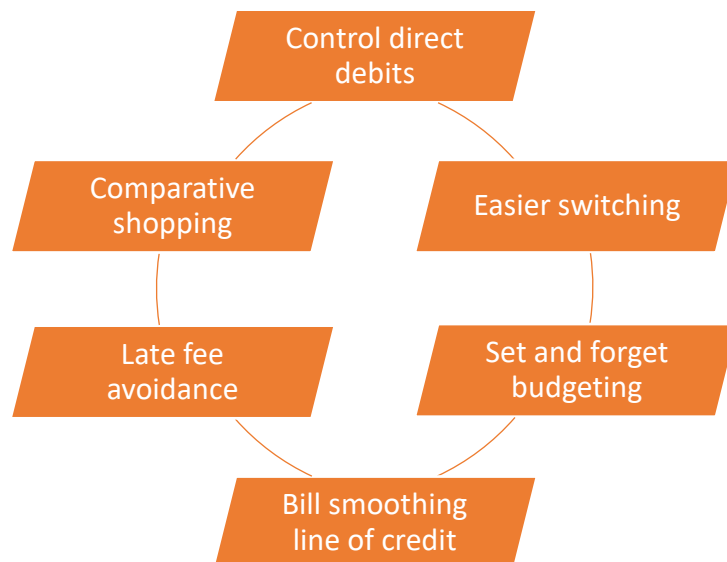 Control direct
debits
Easier switching
Set and forget
budgeting
Bill smoothing
line of credit
Late fee
avoidance
Comparative
shopping